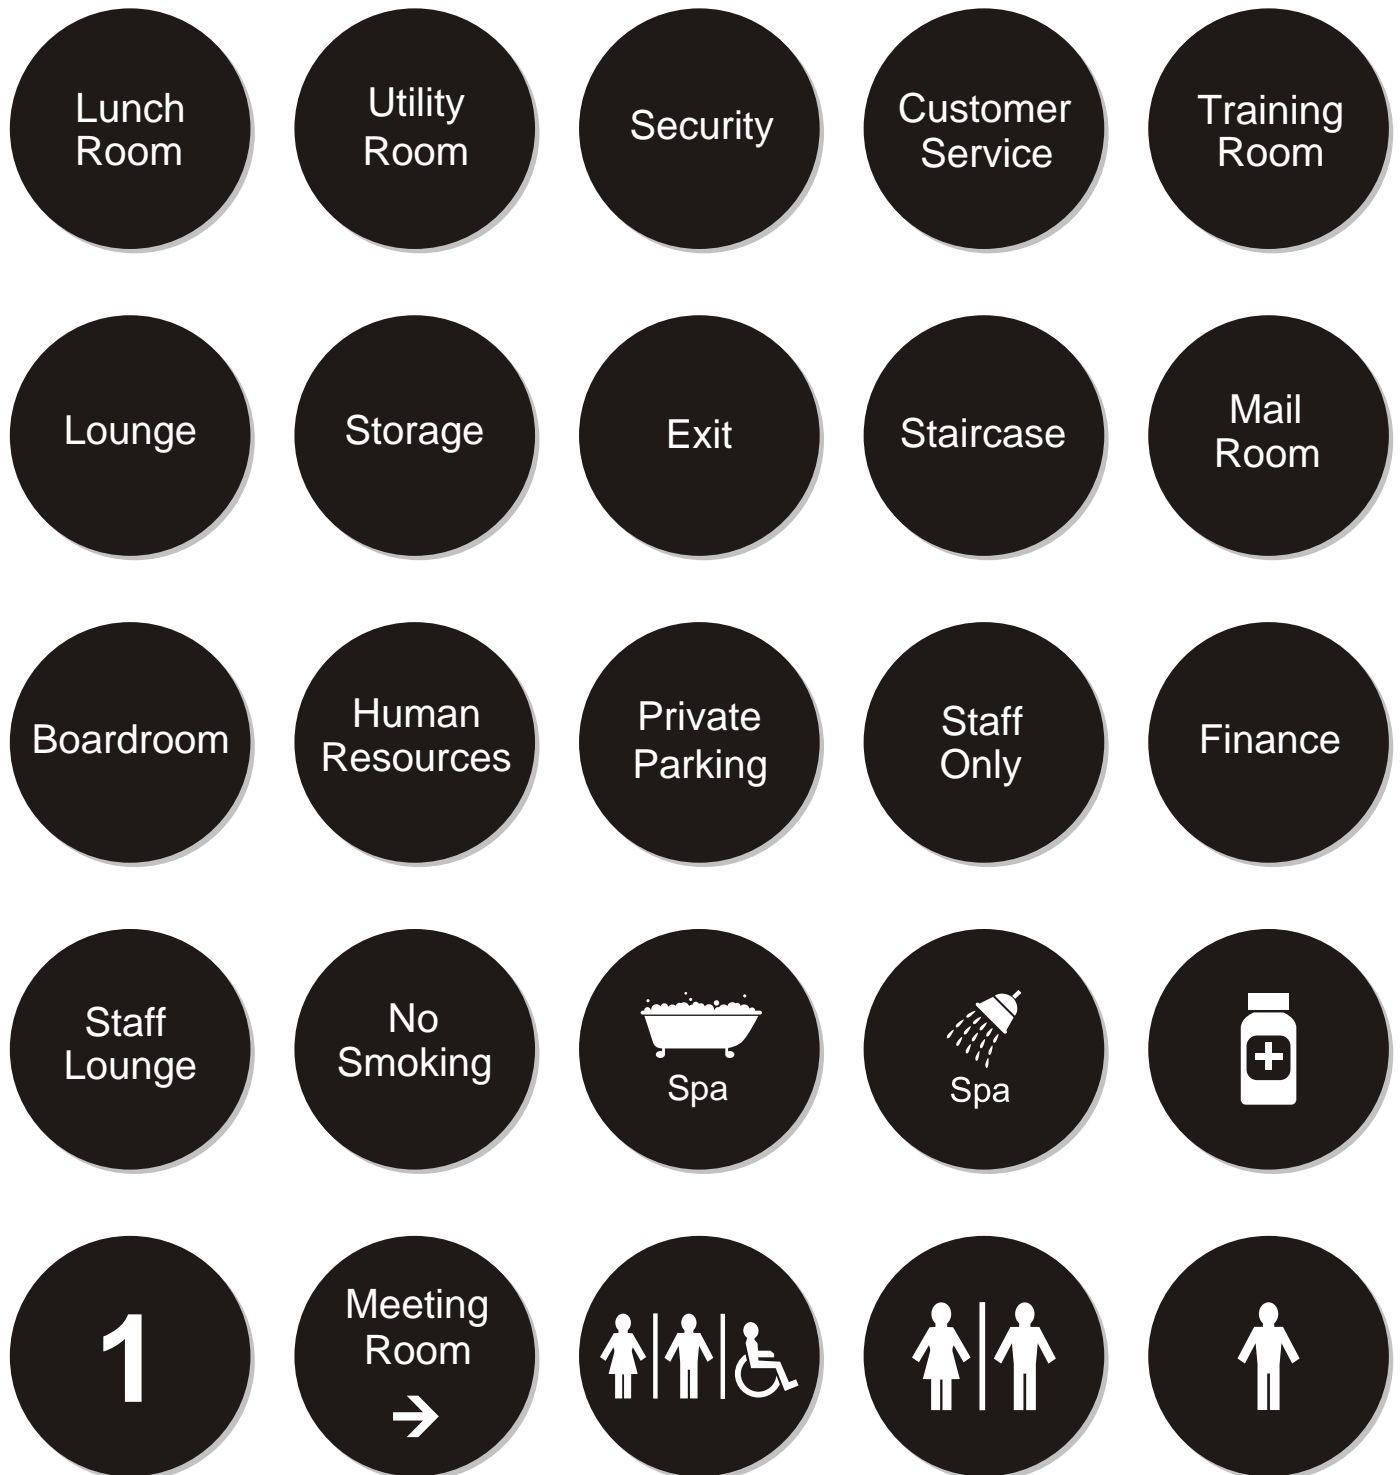 Lunch
Room
Utility
Room
Security
Customer
Service
Training
Room
Lounge
Storage
Exit
Staircase
Mail
Room
Boardroom
Human
Resources
Private
Parking
Staff
Only
Finance
Staff
Lounge
No
Smoking
Spa
Spa
1
Meeting
Room